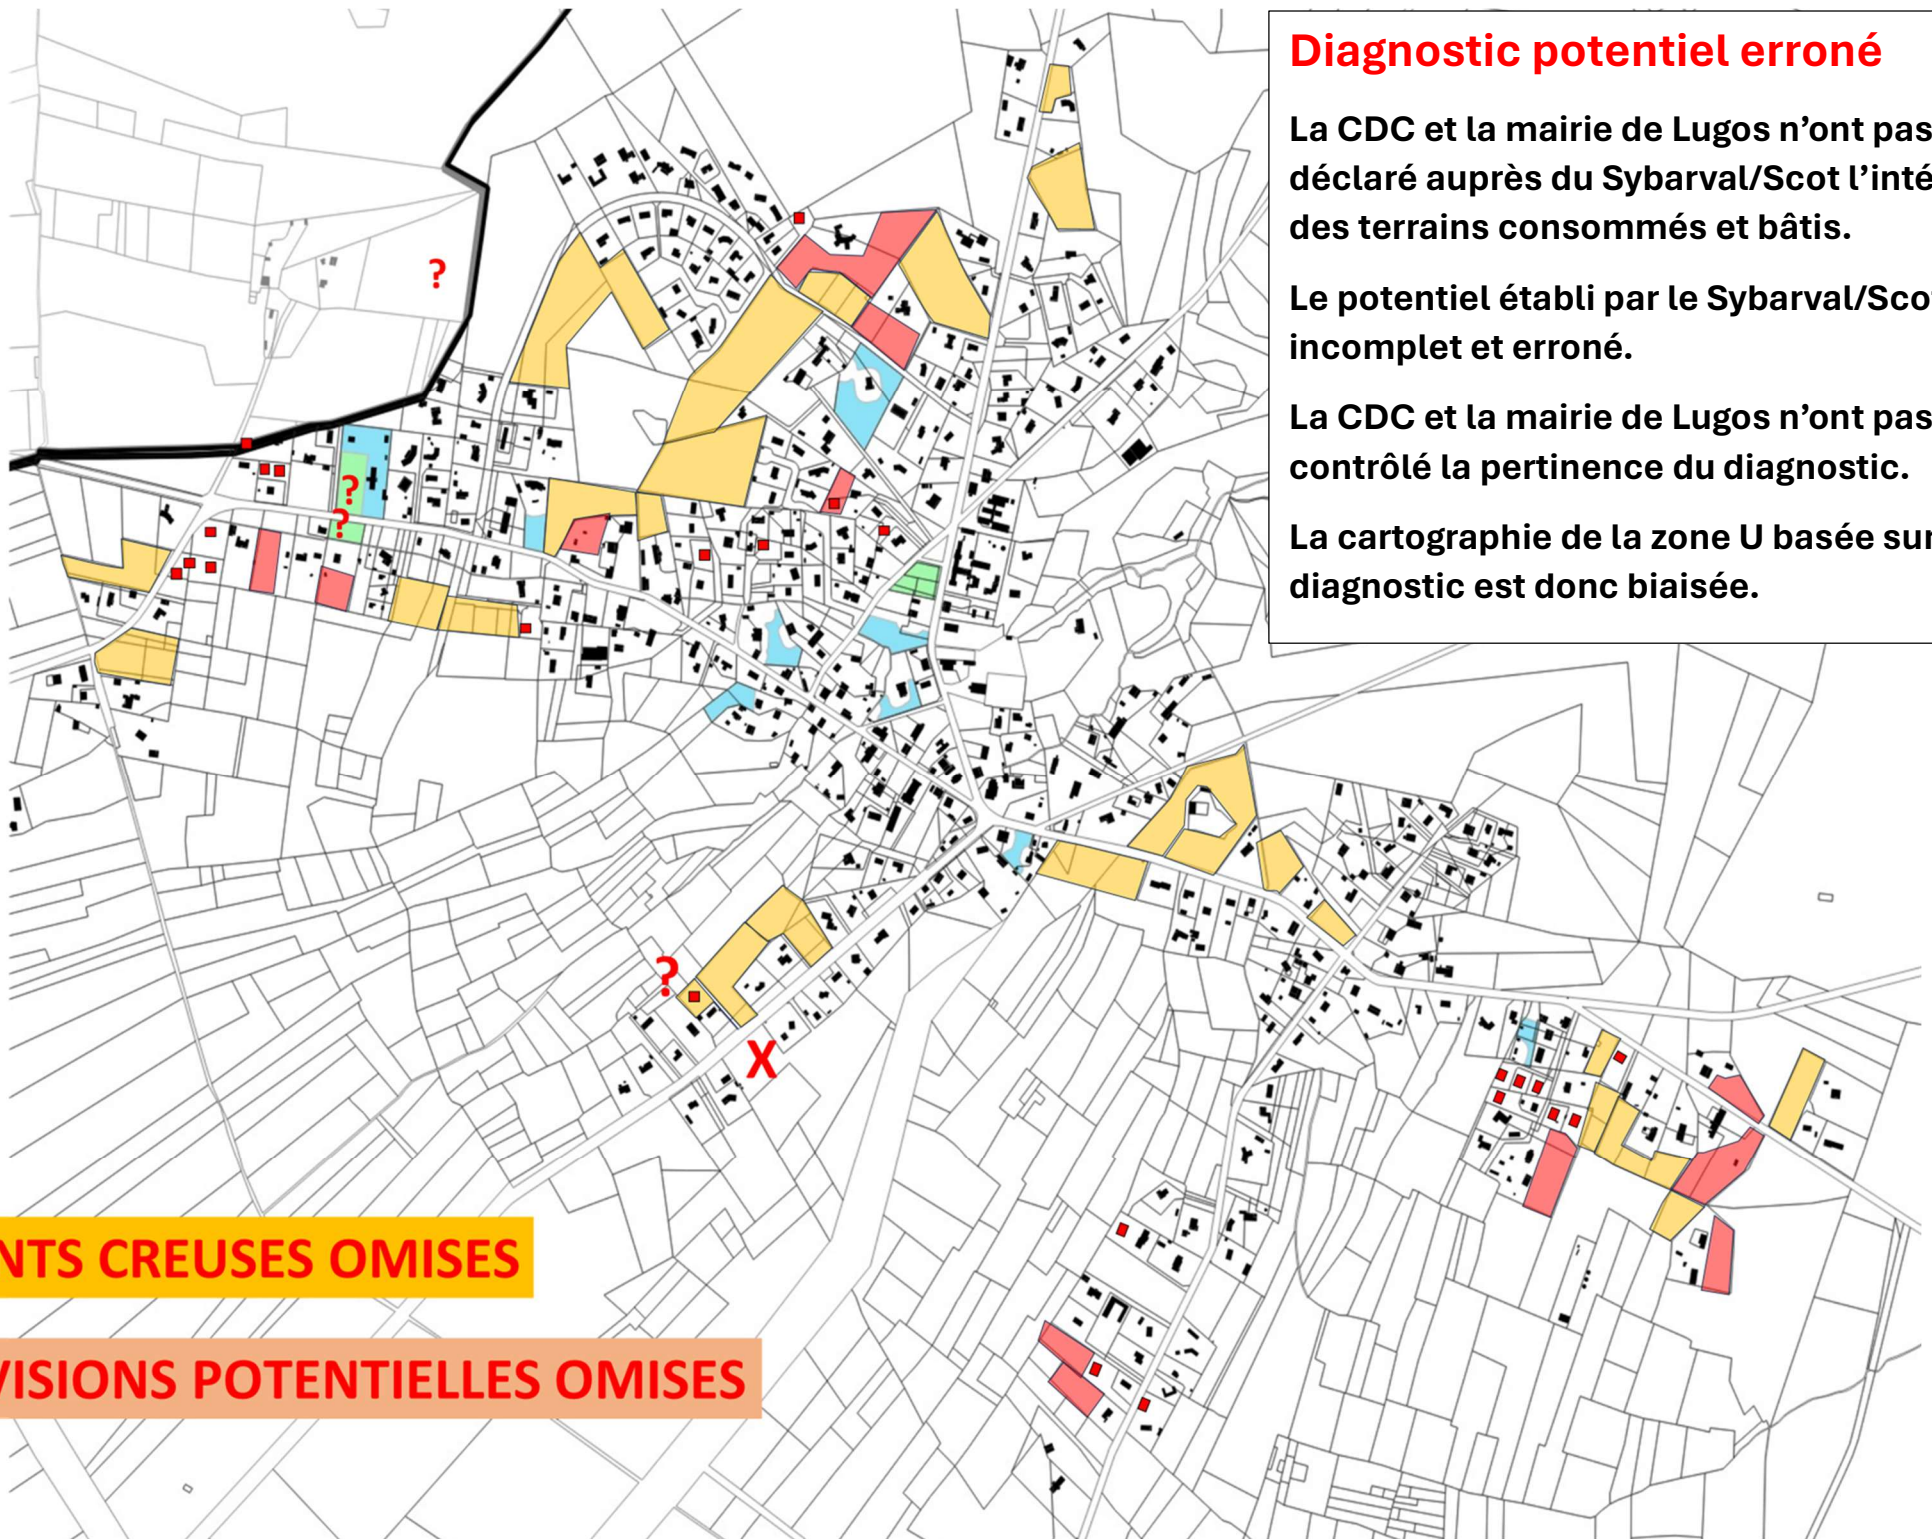 Diagnostic potentiel erroné
La CDC et la mairie de Lugos n’ont pas
déclaré auprès du Sybarval/Scot l’inté
des terrains consommés et bâtis.
Le potentiel établi par le Sybarval/Sco
incomplet et erroné.
La CDC et la mairie de Lugos n’ont pas
contrôlé la pertinence du diagnostic.
La cartographie de la zone U basée sur
diagnostic est donc biaisée.
?
?
?
?
X
NTS CREUSES OMISES
VISIONS POTENTIELLES OMISES